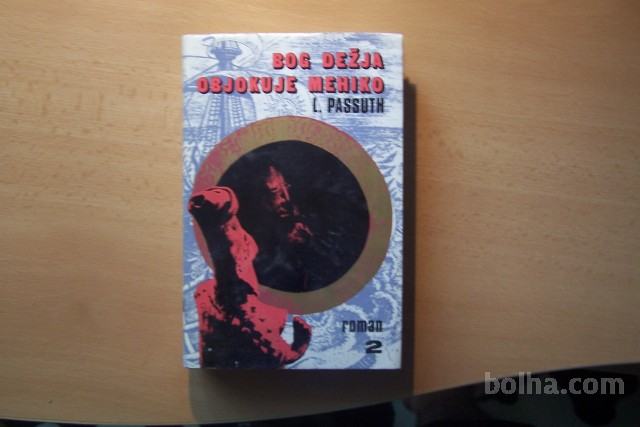 BOG DEŽJA
OBJOKUJE MEHIKO
L. PASSUTH
roman
2
bolha.com